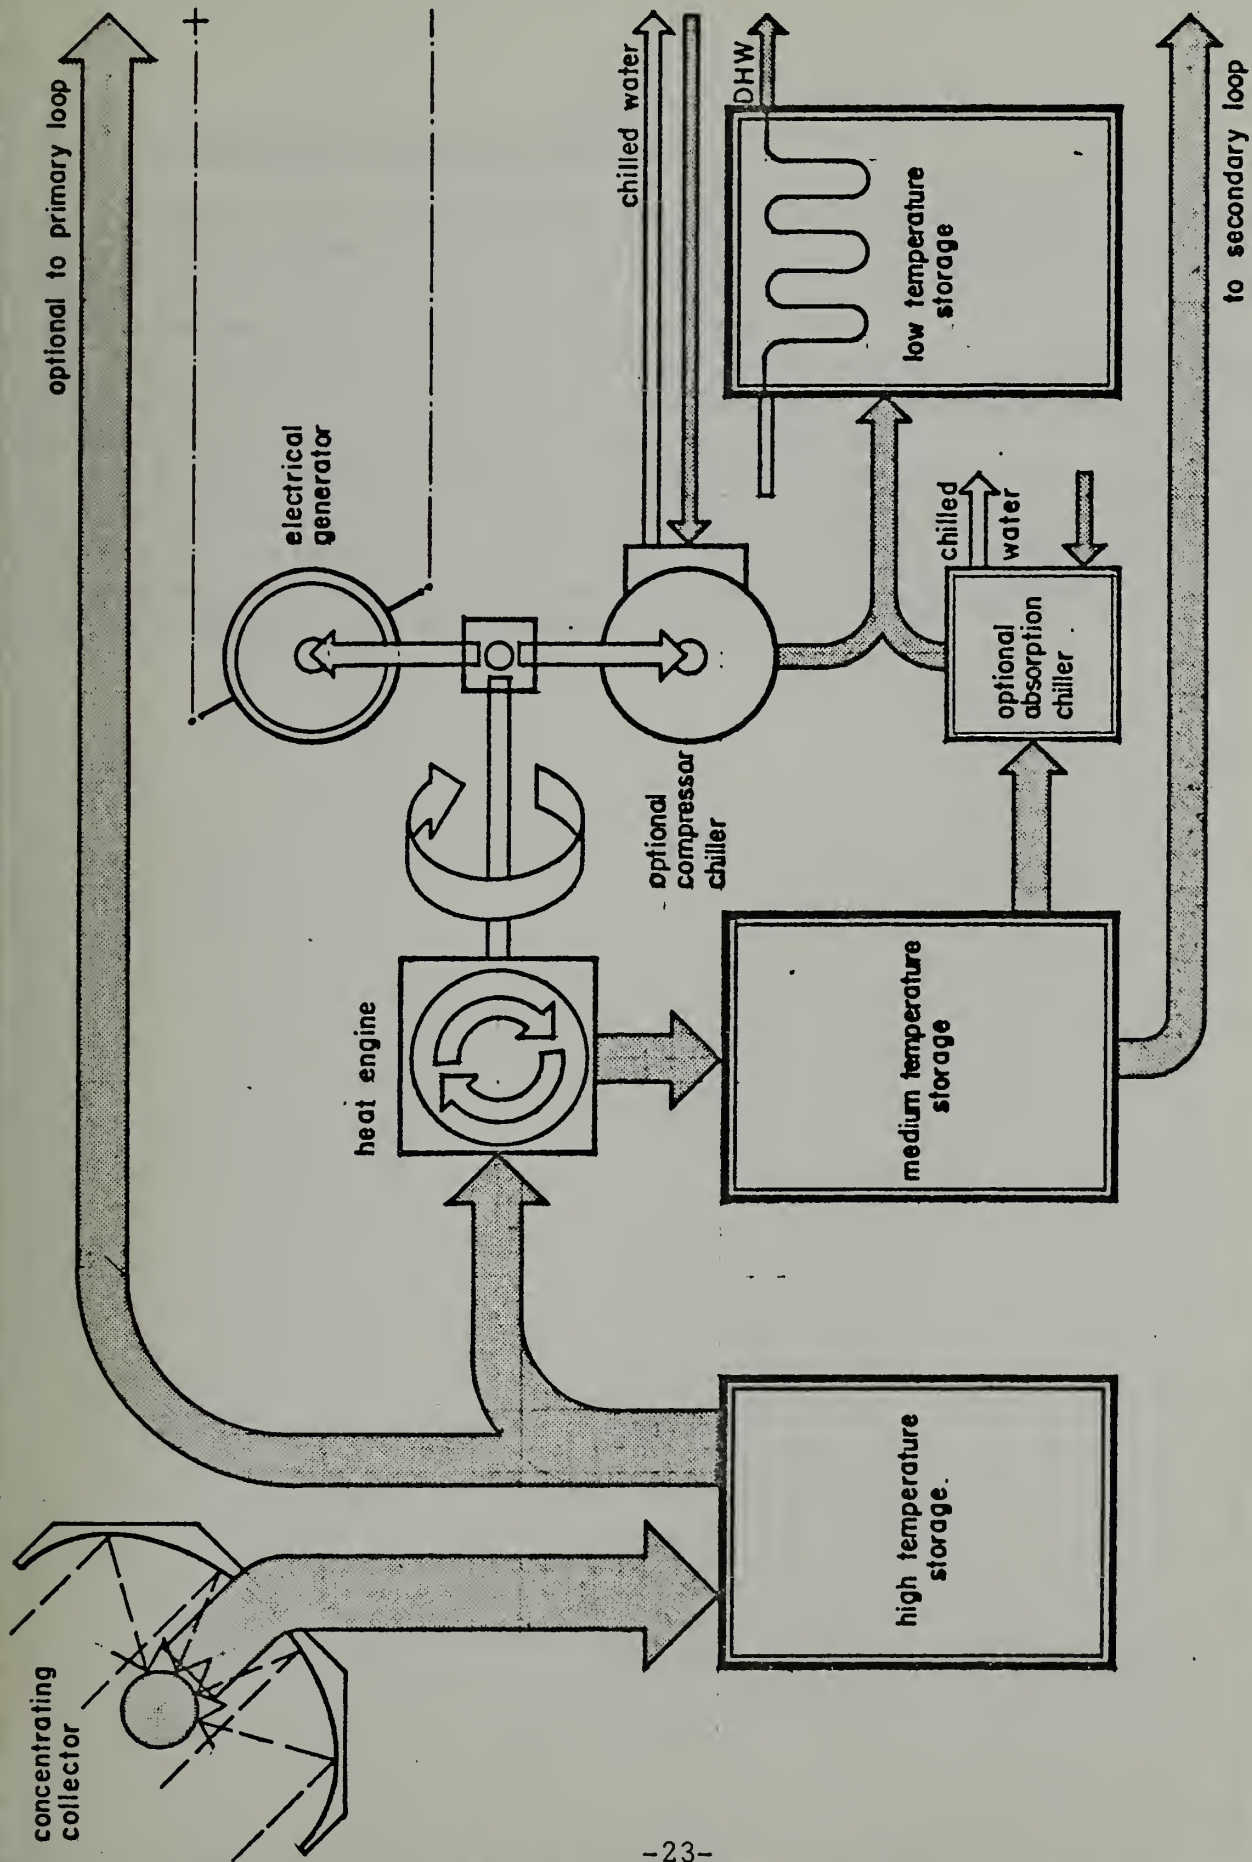 concentrating
collector
optional to primary loop
+
electrical
generator
heat engine
optional
compressor
chiller
chilled water
DHW
high temperature
storage.
medium temperature
storage
optional
absorption
chiller
chilled
water
low temperature
storage
to secondary loop
-23-